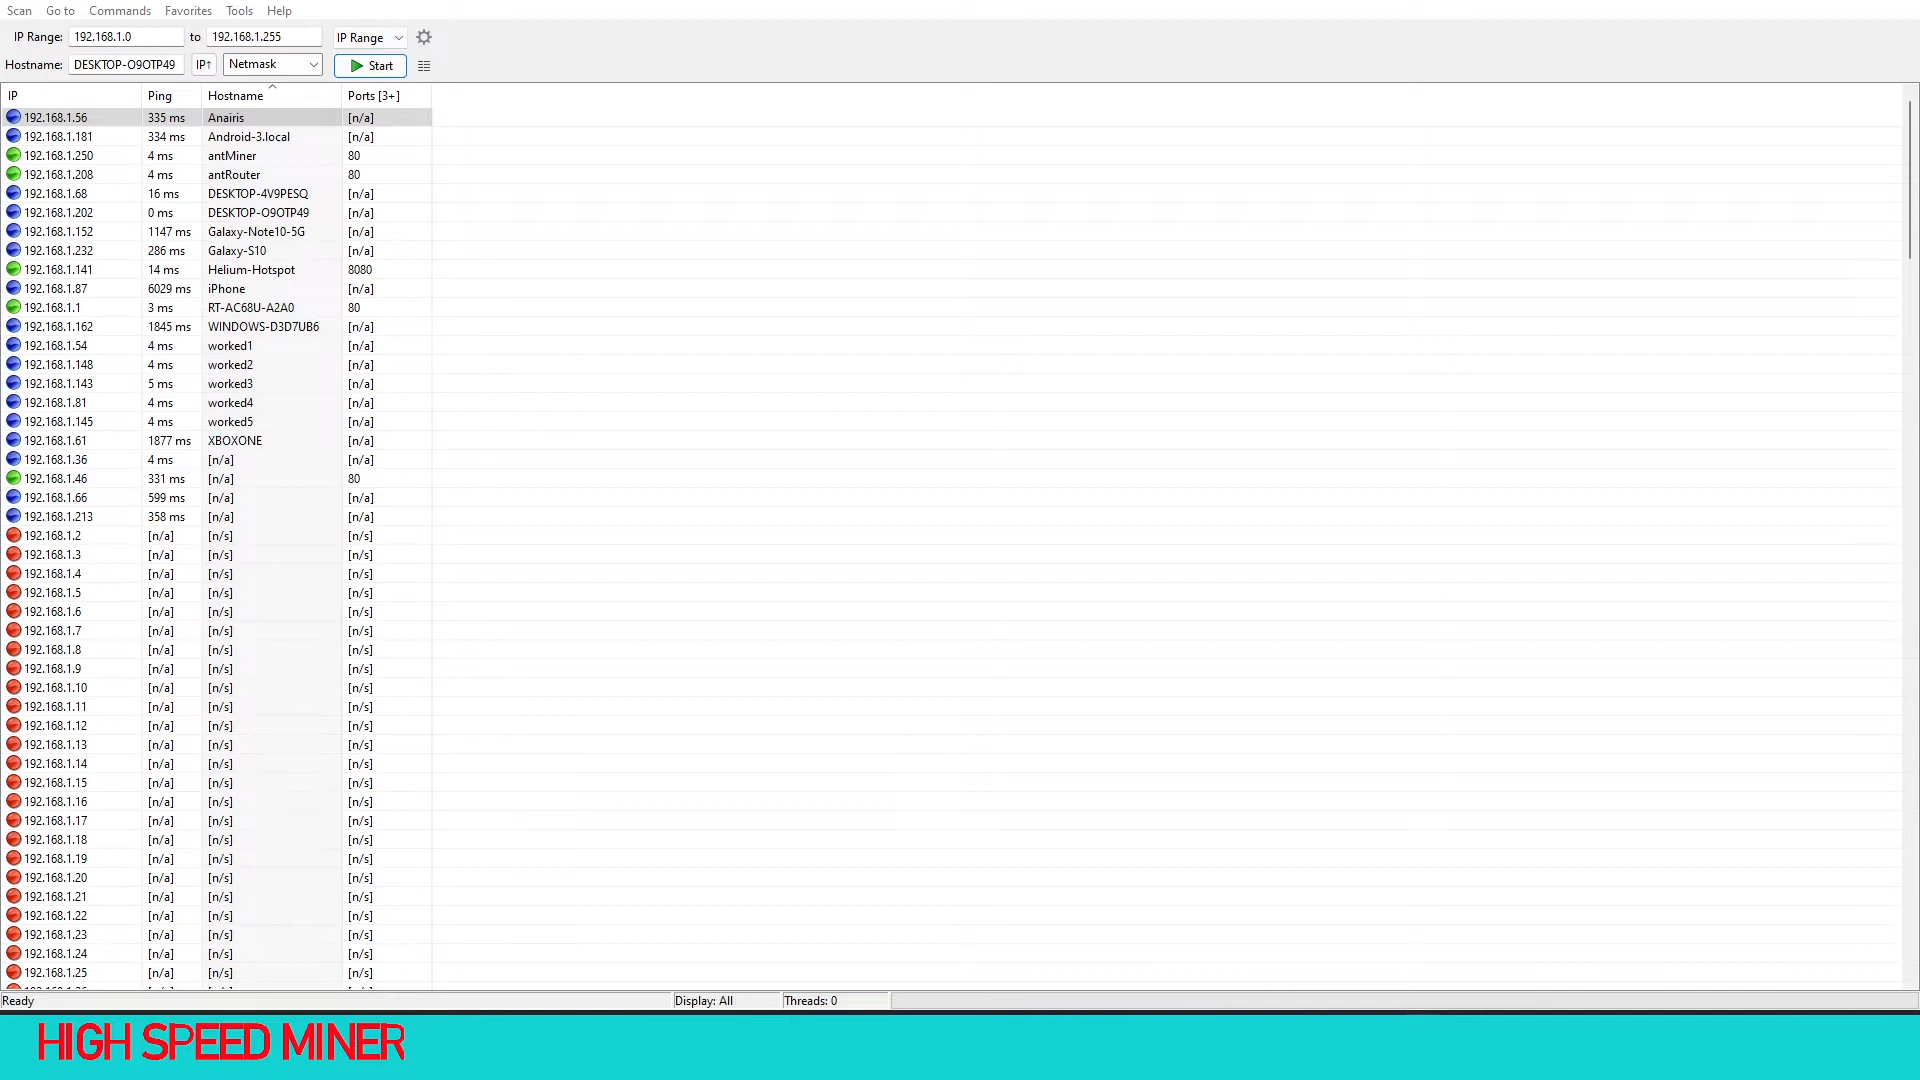 Scan Go to Commands Favorites Tools Help
IP Range: 192.168.1.0 to 192.168.1.255 IP Range
Hostname: DESKTOP-O9OTP49 IP↑ Netmask Start
IP Ping Hostname Ports [3+]
192.168.1.56 335 ms Anairis [n/a]
192.168.1.181 334 ms Android-3.local [n/a]
192.168.1.250 4 ms antMiner 80
192.168.1.208 4 ms antRouter 80
192.168.1.68 16 ms DESKTOP-4V9PESQ [n/a]
192.168.1.202 0 ms DESKTOP-O9OTP49 [n/a]
192.168.1.152 1147 ms Galaxy-Note10-5G [n/a]
192.168.1.232 286 ms Galaxy-S10 [n/a]
192.168.1.141 14 ms Helium-Hotspot 8080
192.168.1.87 6029 ms iPhone [n/a]
192.168.1.1 3 ms RT-AC68U-A2A0 80
192.168.1.162 1845 ms WINDOWS-D3D7UB6 [n/a]
192.168.1.54 4 ms worked1 [n/a]
192.168.1.148 4 ms worked2 [n/a]
192.168.1.143 5 ms worked3 [n/a]
192.168.1.81 4 ms worked4 [n/a]
192.168.1.145 4 ms worked5 [n/a]
192.168.1.61 1877 ms XBOXONE [n/a]
192.168.1.36 4 ms [n/a] [n/a]
192.168.1.46 331 ms [n/a] 80
192.168.1.66 599 ms [n/a] [n/a]
192.168.1.213 358 ms [n/a] [n/a]
192.168.1.2 [n/a] [n/s] [n/s]
192.168.1.3 [n/a] [n/s] [n/s]
192.168.1.4 [n/a] [n/s] [n/s]
192.168.1.5 [n/a] [n/s] [n/s]
192.168.1.6 [n/a] [n/s] [n/s]
192.168.1.7 [n/a] [n/s] [n/s]
192.168.1.8 [n/a] [n/s] [n/s]
192.168.1.9 [n/a] [n/s] [n/s]
192.168.1.10 [n/a] [n/s] [n/s]
192.168.1.11 [n/a] [n/s] [n/s]
192.168.1.12 [n/a] [n/s] [n/s]
192.168.1.13 [n/a] [n/s] [n/s]
192.168.1.14 [n/a] [n/s] [n/s]
192.168.1.15 [n/a] [n/s] [n/s]
192.168.1.16 [n/a] [n/s] [n/s]
192.168.1.17 [n/a] [n/s] [n/s]
192.168.1.18 [n/a] [n/s] [n/s]
192.168.1.19 [n/a] [n/s] [n/s]
192.168.1.20 [n/a] [n/s] [n/s]
192.168.1.21 [n/a] [n/s] [n/s]
192.168.1.22 [n/a] [n/s] [n/s]
192.168.1.23 [n/a] [n/s] [n/s]
192.168.1.24 [n/a] [n/s] [n/s]
192.168.1.25 [n/a] [n/s] [n/s]
Ready Display: All Threads: 0
HIGH SPEED MINER